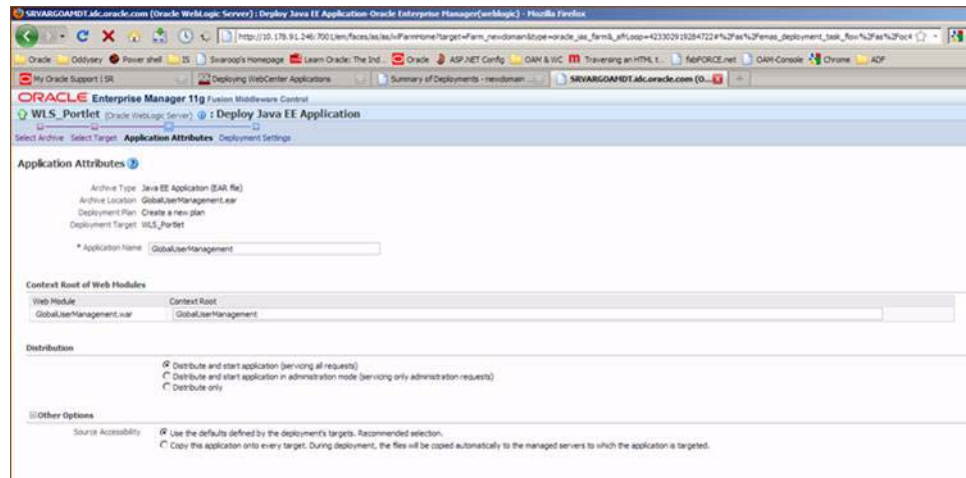 SRVARGOAMDT.idc.oracle.com (Oracle WebLogic Server) : Deploy Java EE Application-Oracle Enterprise Manager(weblogic) - Mozilla Firefox
Oracle Oddysey Power shell IS Swaroop's Homepage Learn Oracle: The Ind... Oracle ASP.NET Config OAM & WC Traversing an HTML t... fabFORCE.net OAM-Console Chrome ADF
My Oracle Support | SR Deploying WebCenter Applications Summary of Deployments - newdomain ... SRVARGOAMDT.idc.oracle.com (O...
ORACLE Enterprise Manager 11g Fusion Middleware Control
WLS_Portlet (Oracle WebLogic Server) : Deploy Java EE Application
Select Archive Select Target Application Attributes Deployment Settings
Application Attributes
Archive Type Java EE Application (EAR file)
Archive Location GlobalUserManagement.ear
Deployment Plan Create a new plan
Deployment Target WLS_Portlet
* Application Name GlobalUserManagement
Context Root of Web Modules
Web Module Context Root
GlobalUserManagement.war GlobalUserManagement
Distribution
Distribute and start application (servicing all requests)
Distribute and start application in administration mode (servicing only administration requests)
Distribute only
Other Options
Source Accessibility Use the defaults defined by the deployment's targets. Recommended selection.
Copy this application onto every target. During deployment, the files will be copied automatically to the managed servers to which the application is targeted.